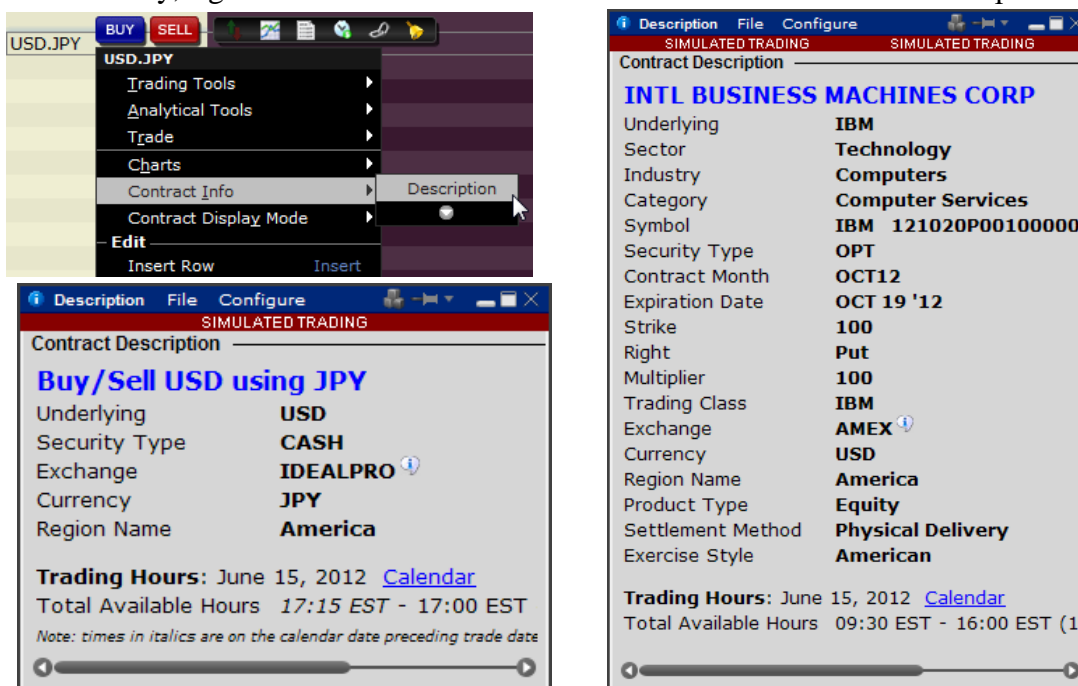 USD.JPY BUY SELL
USD.JPY
Trading Tools
Analytical Tools
Trade
Charts
Contract Info Description
Contract Display Mode
Edit
Insert Row Insert
Description File Configure
SIMULATED TRADING
Contract Description
Buy/Sell USD using JPY
Underlying USD
Security Type CASH
Exchange IDEALPRO
Currency JPY
Region Name America
Trading Hours: June 15, 2012 Calendar
Total Available Hours 17:15 EST - 17:00 EST
Note: times in italics are on the calendar date preceding trade date
Description File Configure
SIMULATED TRADING SIMULATED TRADING
Contract Description
INTL BUSINESS MACHINES CORP
Underlying IBM
Sector Technology
Industry Computers
Category Computer Services
Symbol IBM 121020P00100000
Security Type OPT
Contract Month OCT12
Expiration Date OCT 19 '12
Strike 100
Right Put
Multiplier 100
Trading Class IBM
Exchange AMEX
Currency USD
Region Name America
Product Type Equity
Settlement Method Physical Delivery
Exercise Style American
Trading Hours: June 15, 2012 Calendar
Total Available Hours 09:30 EST - 16:00 EST (1